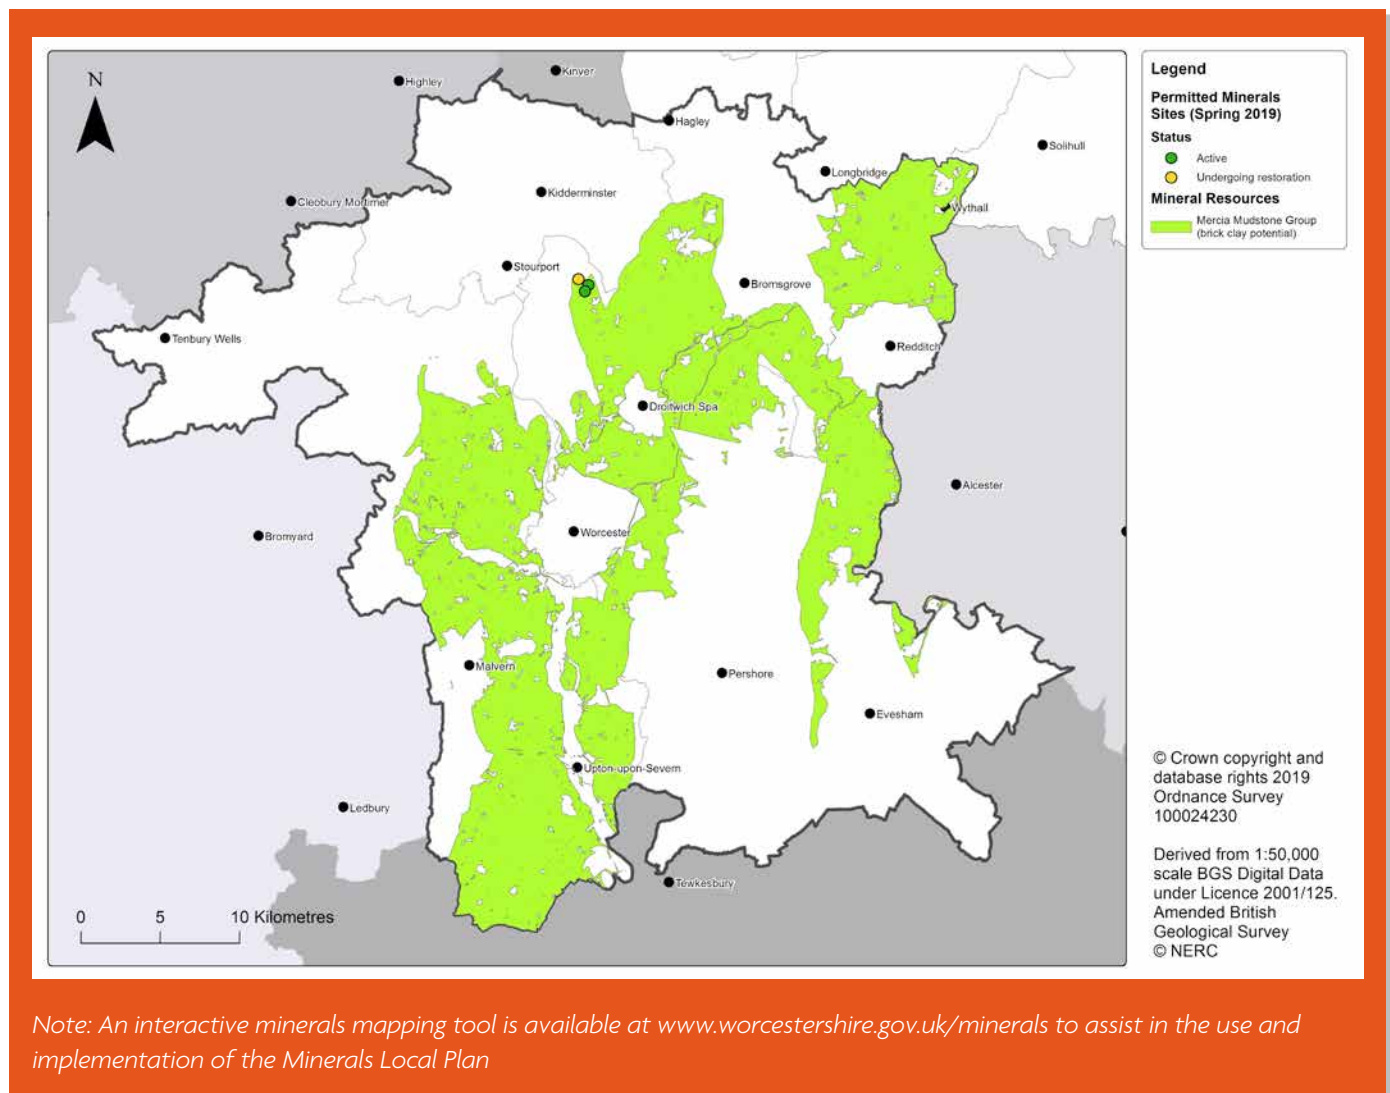 N
Highley
Kinver
Hagley
Solihull
Longbridge
Kidderminster
Cleobury Mortimer
Wythall
Stourport
Bromsgrove
Tenbury Wells
Redditch
Droitwich Spa
Alcester
Bromyard
Worcester
Malvern
Pershore
Evesham
Upton-upon-Severn
Ledbury
Tewkesbury
0 5 10 Kilometres
Legend
Permitted Minerals
Sites (Spring 2019)
Status
Active
Undergoing restoration
Mineral Resources
Mercia Mudstone Group
(brick clay potential)
© Crown copyright and
database rights 2019
Ordnance Survey
100024230
Derived from 1:50,000
scale BGS Digital Data
under Licence 2001/125.
Amended British
Geological Survey
© NERC
Note: An interactive minerals mapping tool is available at www.worcestershire.gov.uk/minerals to assist in the use and
implementation of the Minerals Local Plan